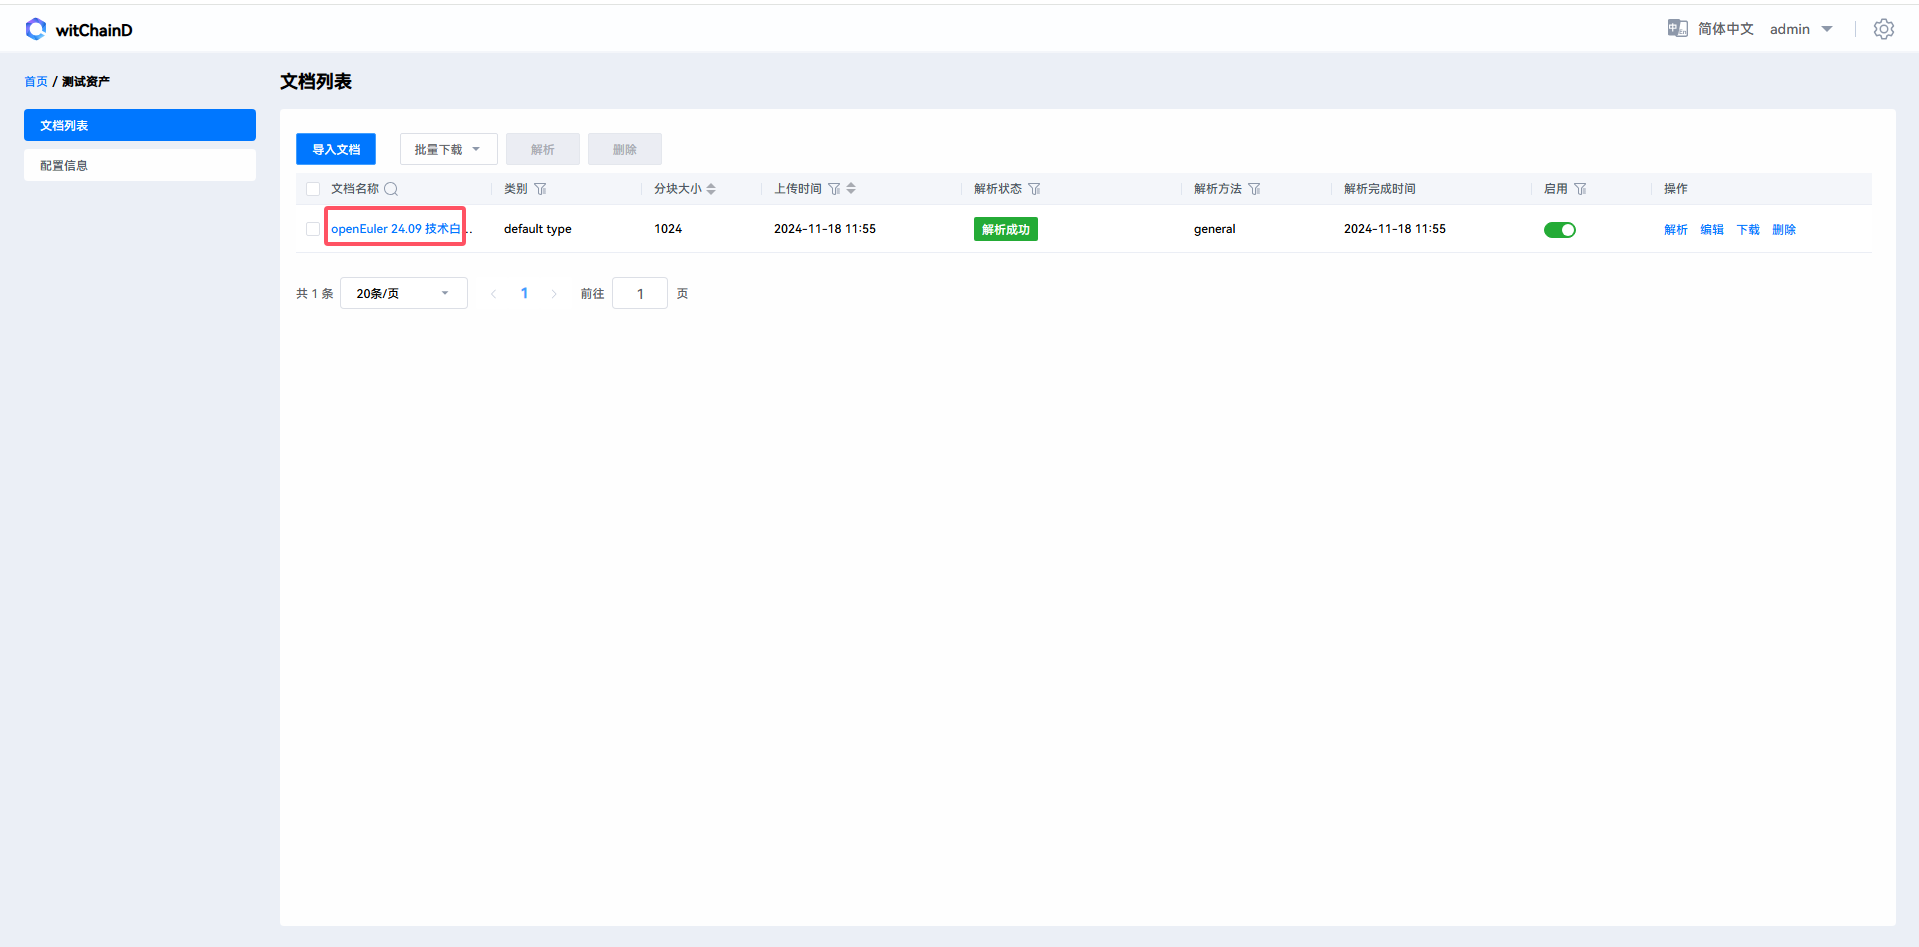 witChainD
简体中文 admin
首页 / 测试资产
文档列表
文档列表
配置信息
导入文档 批量下载 解析 删除
文档名称 类别 分块大小 上传时间 解析状态 解析方法 解析完成时间 启用 操作
openEuler 24.09 技术白... default type 1024 2024-11-18 11:55 解析成功 general 2024-11-18 11:55 解析 编辑 下载 删除
共 1 条 20条/页 1 前往 1 页